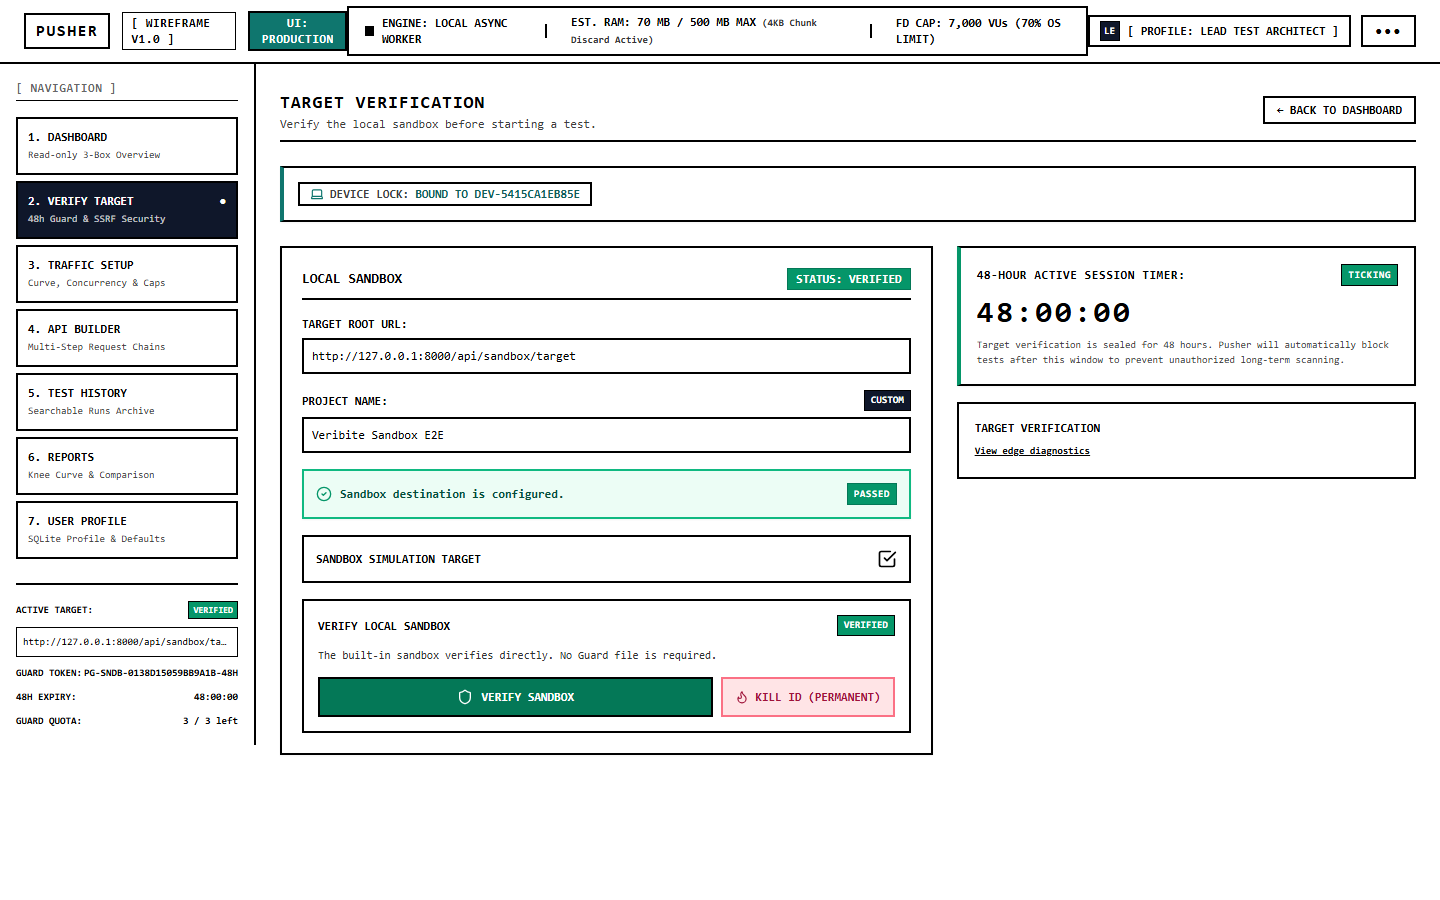 PUSHER
[ WIREFRAME
V1.0 ]
UI:
PRODUCTION
ENGINE: LOCAL ASYNC
WORKER
EST. RAM: 70 MB / 500 MB MAX (4KB Chunk
Discard Active)
FD CAP: 7,000 VUs (70% OS
LIMIT)
LE [ PROFILE: LEAD TEST ARCHITECT ]
•••
[ NAVIGATION ]
1. DASHBOARD
Read-only 3-Box Overview
2. VERIFY TARGET
48h Guard & SSRF Security
3. TRAFFIC SETUP
Curve, Concurrency & Caps
4. API BUILDER
Multi-Step Request Chains
5. TEST HISTORY
Searchable Runs Archive
6. REPORTS
Knee Curve & Comparison
7. USER PROFILE
SQLite Profile & Defaults
ACTIVE TARGET: VERIFIED
http://127.0.0.1:8000/api/sandbox/ta…
GUARD TOKEN: PG-SNDB-0138D15059BB9A1B-48H
48H EXPIRY: 48:00:00
GUARD QUOTA: 3 / 3 left
TARGET VERIFICATION
Verify the local sandbox before starting a test.
← BACK TO DASHBOARD
DEVICE LOCK: BOUND TO DEV-5415CA1EB85E
LOCAL SANDBOX STATUS: VERIFIED
TARGET ROOT URL:
http://127.0.0.1:8000/api/sandbox/target
PROJECT NAME: CUSTOM
Veribite Sandbox E2E
Sandbox destination is configured. PASSED
SANDBOX SIMULATION TARGET
VERIFY LOCAL SANDBOX VERIFIED
The built-in sandbox verifies directly. No Guard file is required.
VERIFY SANDBOX
KILL ID (PERMANENT)
48-HOUR ACTIVE SESSION TIMER: TICKING
48:00:00
Target verification is sealed for 48 hours. Pusher will automatically block
tests after this window to prevent unauthorized long-term scanning.
TARGET VERIFICATION
View edge diagnostics